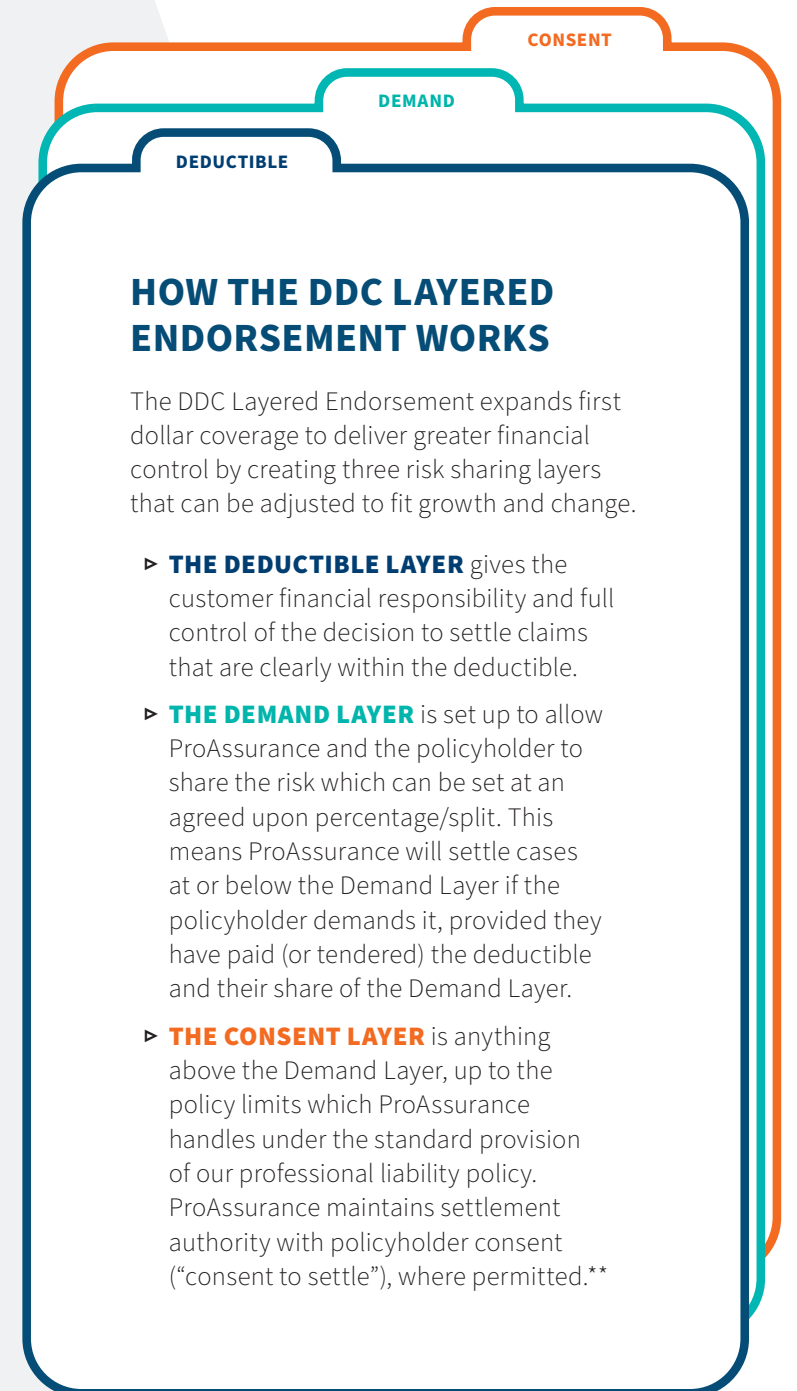 CONSENT
DEMAND
DEDUCTIBLE
HOW THE DDC LAYERED
ENDORSEMENT WORKS
The DDC Layered Endorsement expands first
dollar coverage to deliver greater financial
control by creating three risk sharing layers
that can be adjusted to fit growth and change.
THE DEDUCTIBLE LAYER gives the
customer financial responsibility and full
control of the decision to settle claims
that are clearly within the deductible.
THE DEMAND LAYER is set up to allow
ProAssurance and the policyholder to
share the risk which can be set at an
agreed upon percentage/split. This
means ProAssurance will settle cases
at or below the Demand Layer if the
policyholder demands it, provided they
have paid (or tendered) the deductible
and their share of the Demand Layer.
THE CONSENT LAYER is anything
above the Demand Layer, up to the
policy limits which ProAssurance
handles under the standard provision
of our professional liability policy.
ProAssurance maintains settlement
authority with policyholder consent
(“consent to settle”), where permitted.**